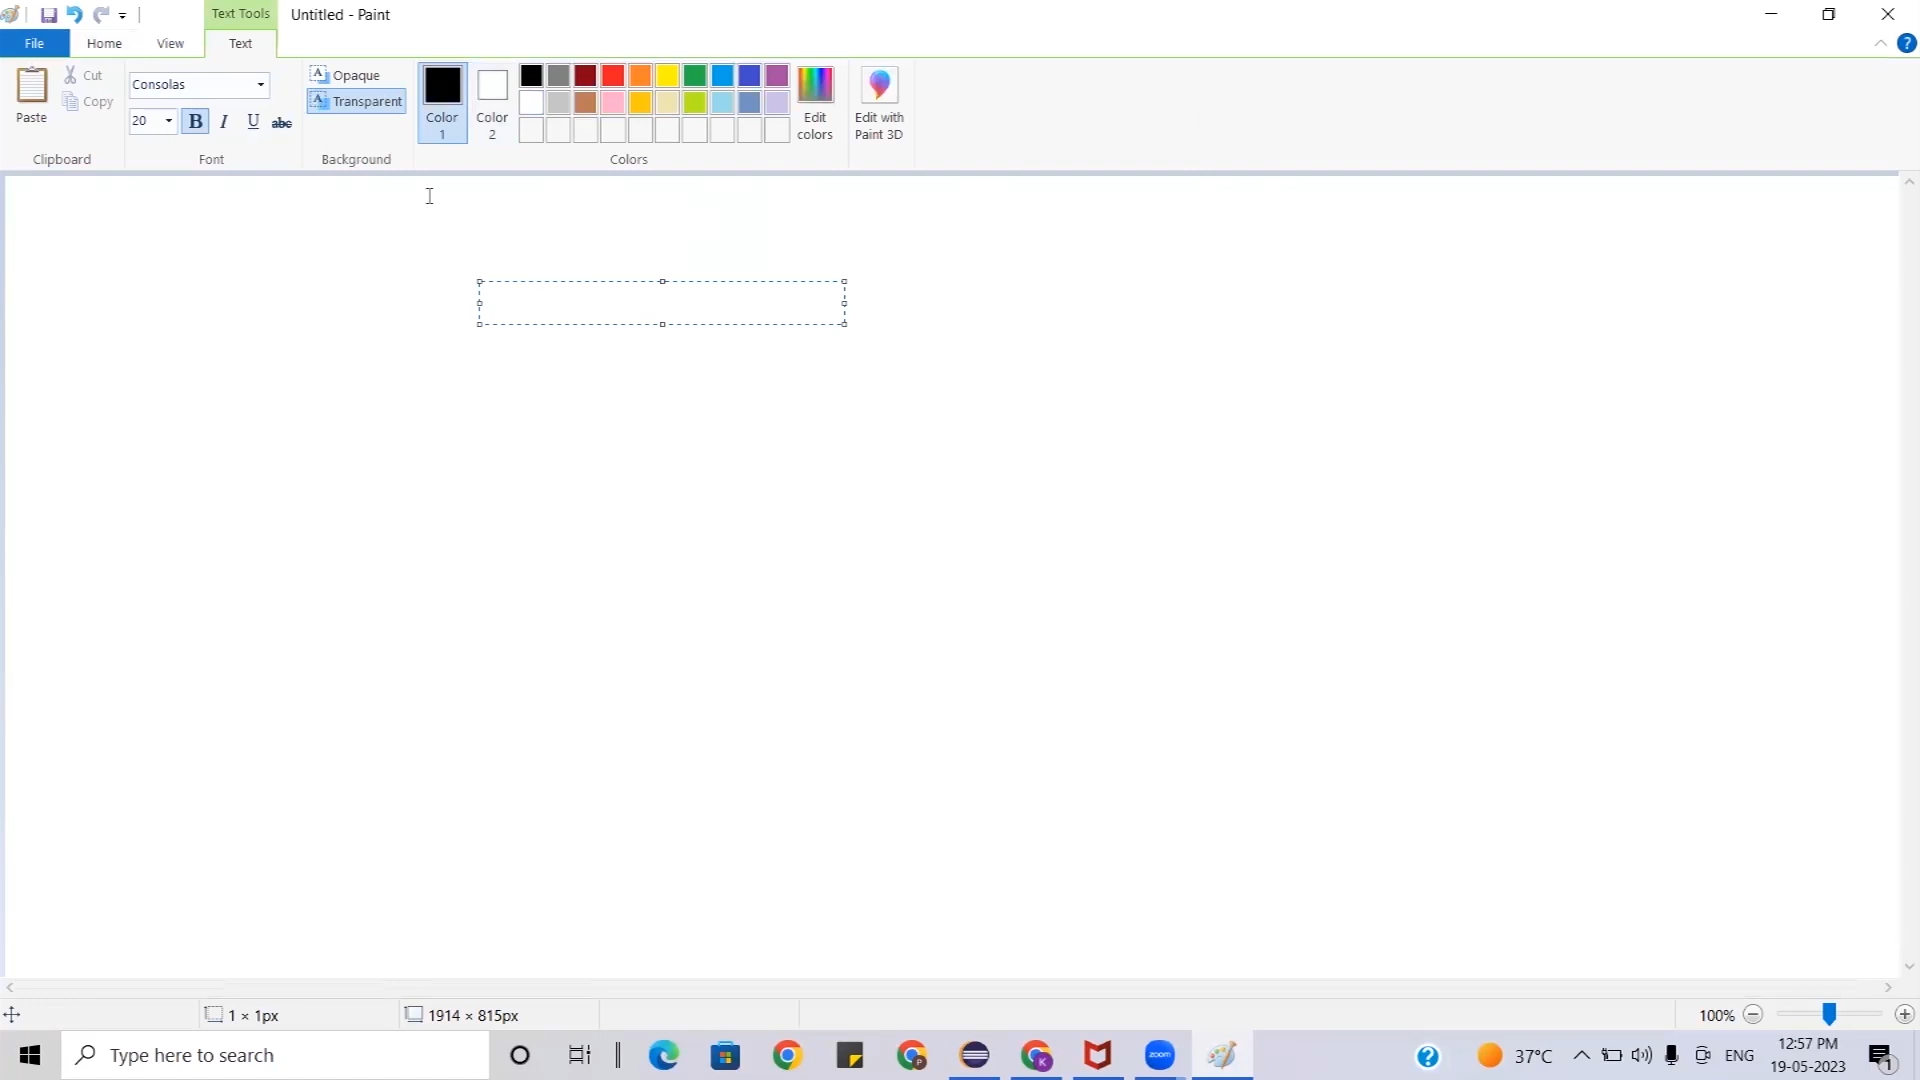 Text Tools
Untitled - Paint
File
Home
View
Text
Paste
Cut
Copy
Clipboard
Consolas
20
B
I
U
abc
Font
Opaque
Transparent
Background
Color
1
Color
2
Edit
colors
Colors
Edit with
Paint 3D
1 × 1px
1914 × 815px
100%
Type here to search
zoom
37°C
ENG
12:57 PM
19-05-2023
1